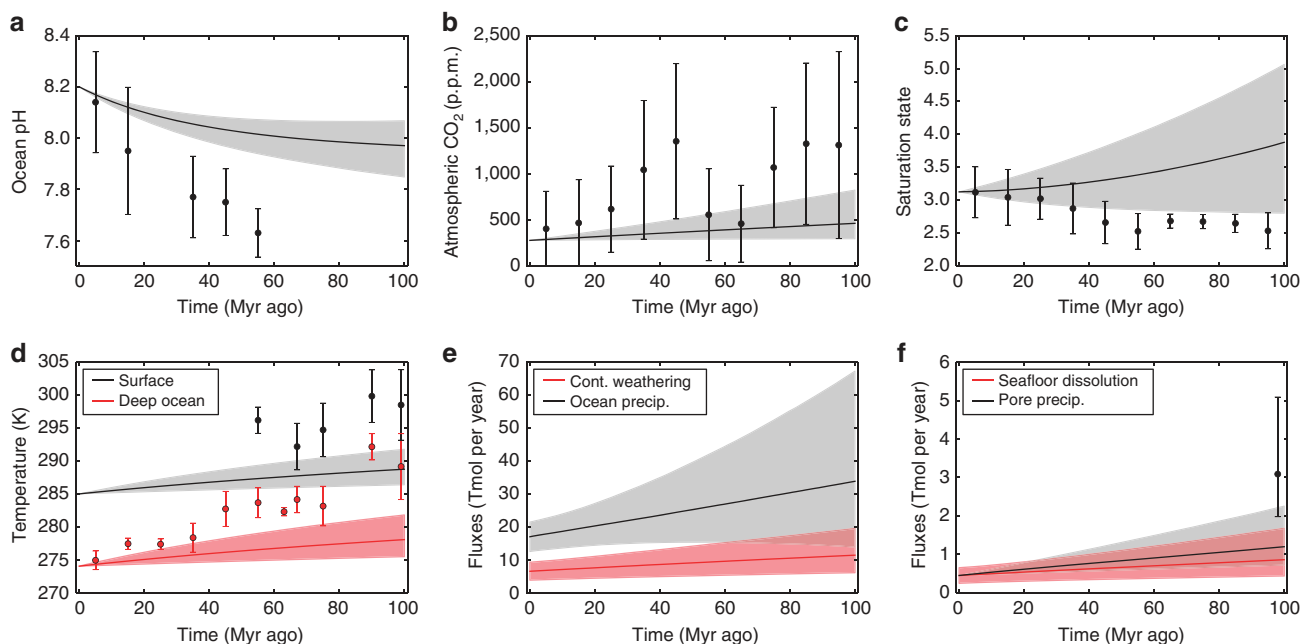 a
8.4
8.2
8.0
7.8
7.6
Ocean pH
0 20 40 60 80 100
Time (Myr ago)
b
2,500
2,000
1,500
1,000
500
0
Atmospheric CO2 (p.p.m.)
0 20 40 60 80 100
Time (Myr ago)
c
5.5
5.0
4.5
4.0
3.5
3.0
2.5
2.0
Saturation state
0 20 40 60 80 100
Time (Myr ago)
d
305
300
295
290
285
280
275
270
Temperature (K)
Surface
Deep ocean
0 20 40 60 80 100
Time (Myr ago)
e
70
60
50
40
30
20
10
0
Fluxes (Tmol per year)
Cont. weathering
Ocean precip.
0 20 40 60 80 100
Time (Myr ago)
f
6
5
4
3
2
1
0
Fluxes (Tmol per year)
Seafloor dissolution
Pore precip.
0 20 40 60 80 100
Time (Myr ago)